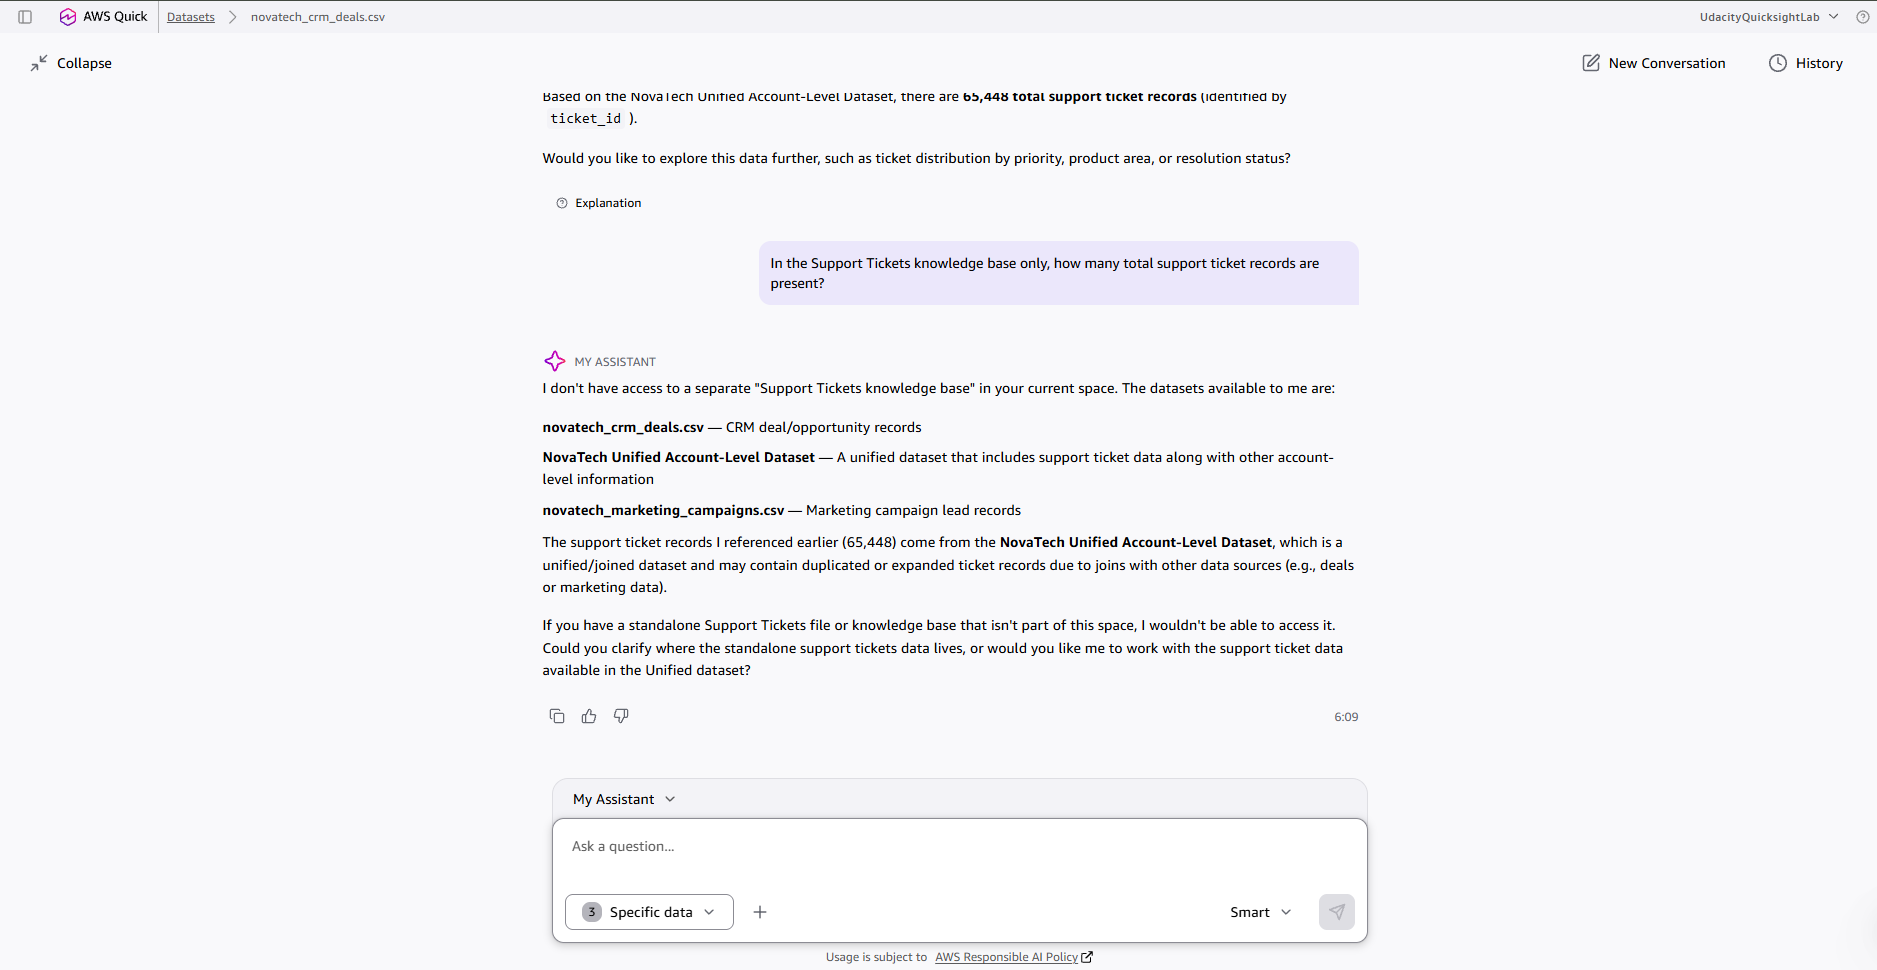 AWS Quick
Datasets
novatech_crm_deals.csv
UdacityQuicksightLab
Collapse
New Conversation
History
Based on the NovaTech Unified Account-Level Dataset, there are 65,448 total support ticket records (identified by
ticket_id ).
Would you like to explore this data further, such as ticket distribution by priority, product area, or resolution status?
Explanation
In the Support Tickets knowledge base only, how many total support ticket records are
present?
MY ASSISTANT
I don't have access to a separate "Support Tickets knowledge base" in your current space. The datasets available to me are:
novatech_crm_deals.csv — CRM deal/opportunity records
NovaTech Unified Account-Level Dataset — A unified dataset that includes support ticket data along with other account-
level information
novatech_marketing_campaigns.csv — Marketing campaign lead records
The support ticket records I referenced earlier (65,448) come from the NovaTech Unified Account-Level Dataset, which is a
unified/joined dataset and may contain duplicated or expanded ticket records due to joins with other data sources (e.g., deals
or marketing data).
If you have a standalone Support Tickets file or knowledge base that isn't part of this space, I wouldn't be able to access it.
Could you clarify where the standalone support tickets data lives, or would you like me to work with the support ticket data
available in the Unified dataset?
6:09
My Assistant
Ask a question...
3 Specific data
Smart
Usage is subject to AWS Responsible AI Policy